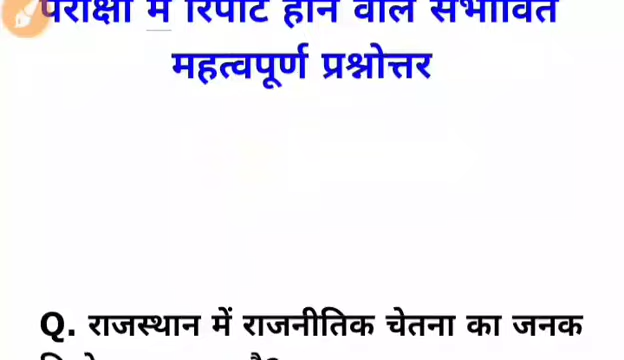 परीक्षा में रिपीट होने वाले संभावित
महत्वपूर्ण प्रश्नोत्तर
Q. राजस्थान में राजनीतिक चेतना का जनक